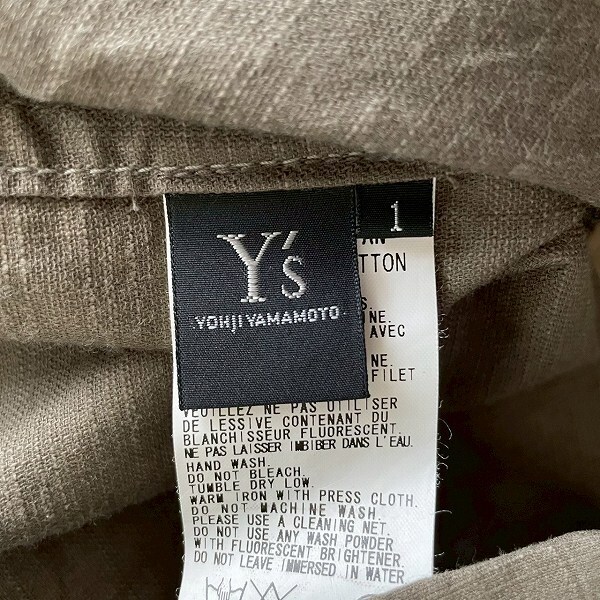 1
Y's
YOHJI YAMAMOTO
TTON
S.
NE.
AVEC
NE.
FILET
VEUILLEZ NE PAS UTILISER
DE LESSIVE CONTENANT DU
BLANCHISSEUR FLUORESCENT.
NE PAS LAISSER IMBIBER DANS L'EAU.
HAND WASH.
DO NOT BLEACH.
TUMBLE DRY LOW.
WARM IRON WITH PRESS CLOTH.
DO NOT MACHINE WASH.
PLEASE USE A CLEANING NET.
DO NOT USE ANY WASH POWDER
WITH FLUORESCENT BRIGHTENER.
DO NOT LEAVE IMMERSED IN WATER